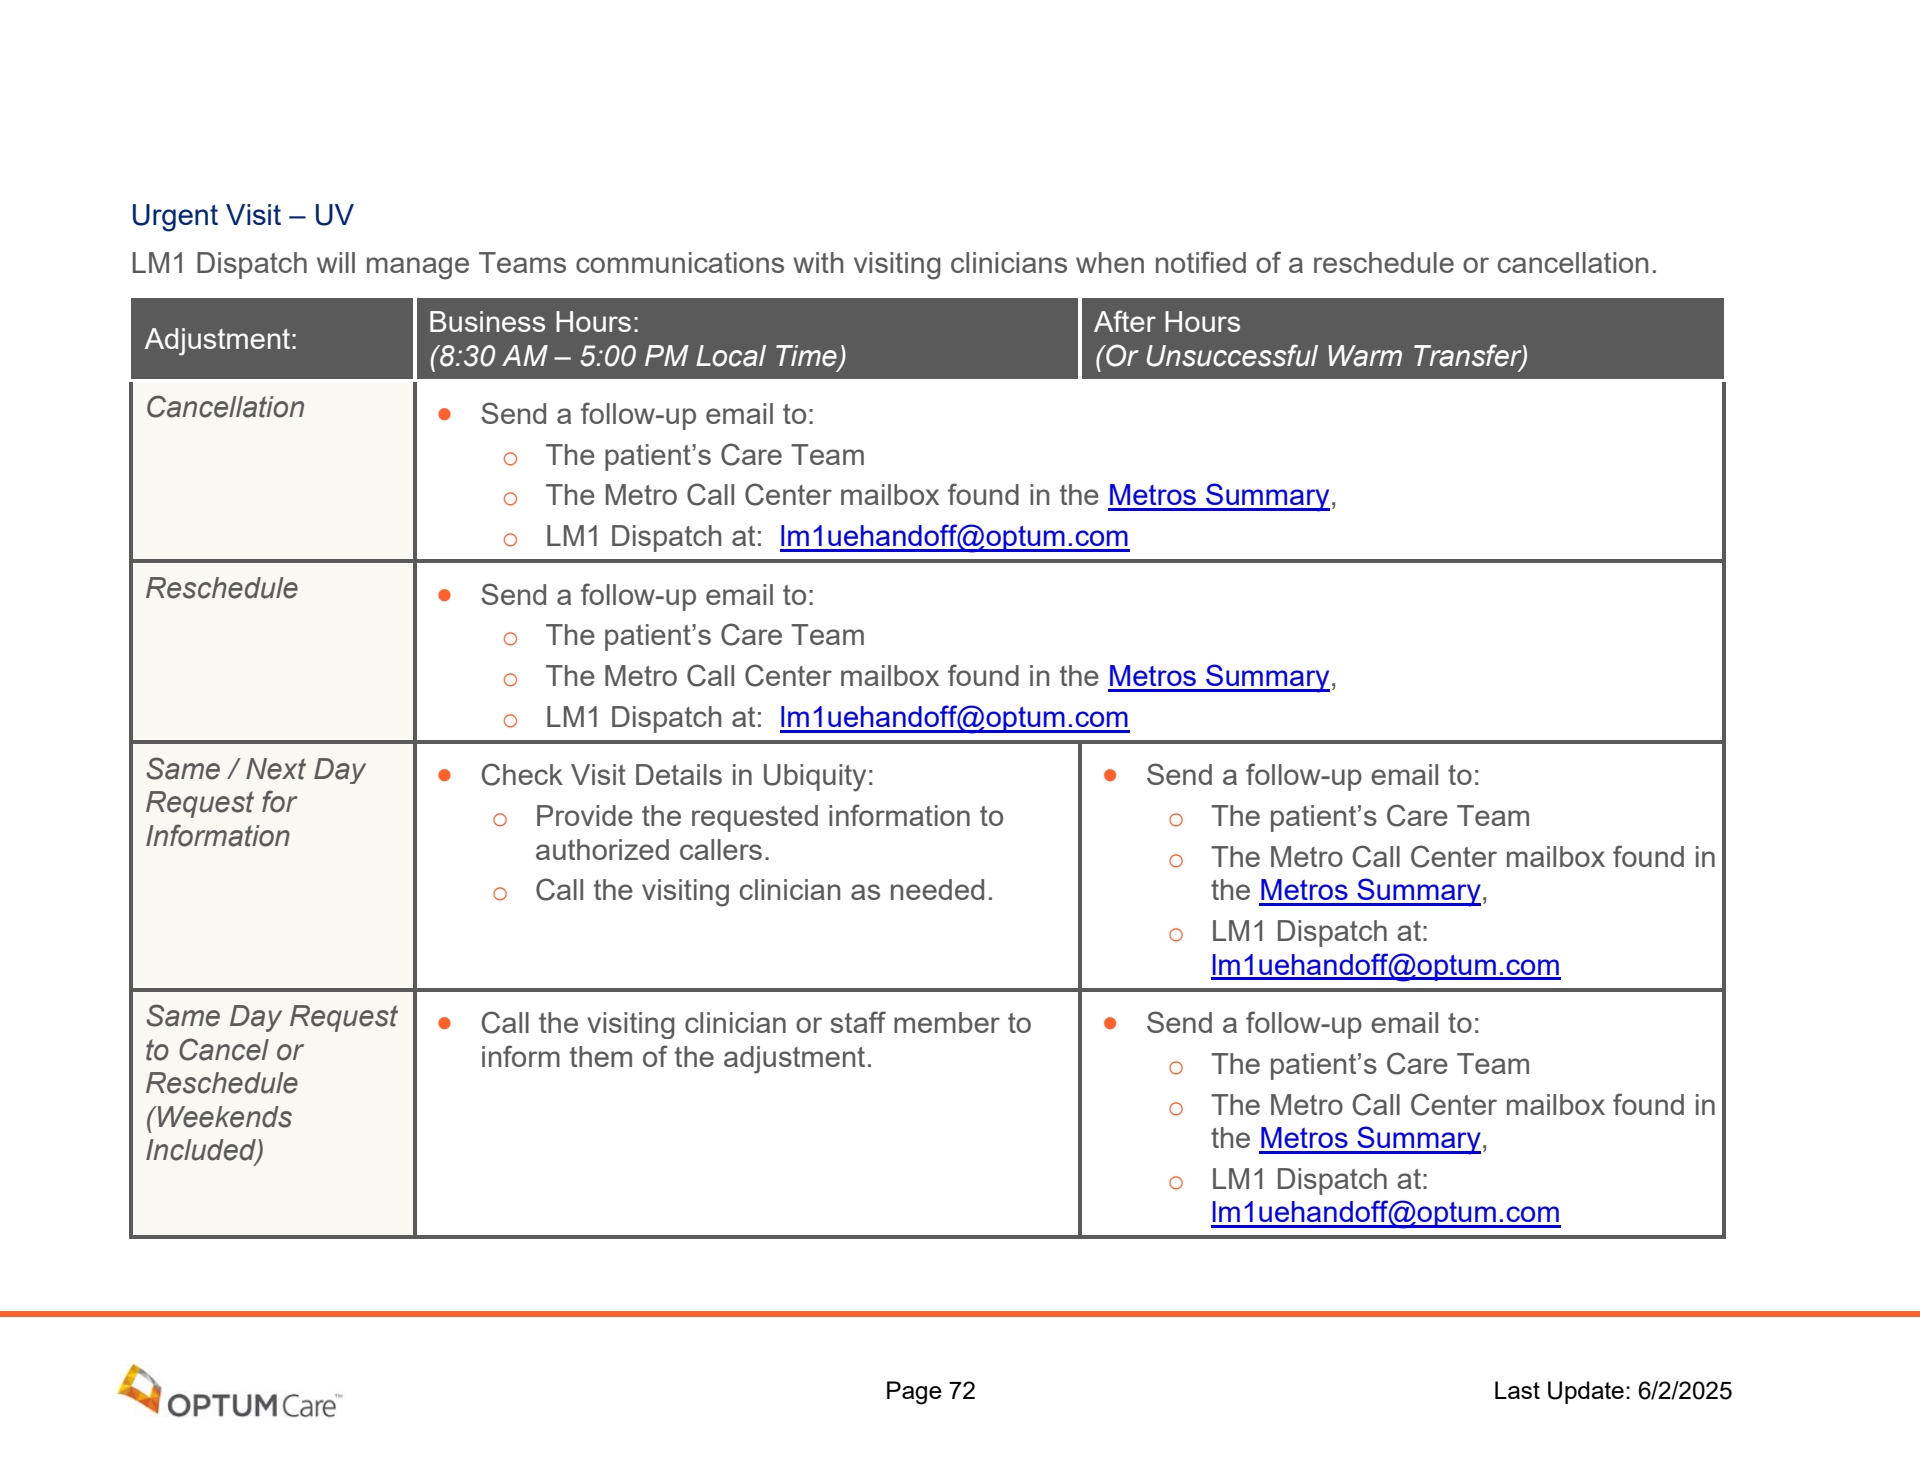 Urgent Visit – UV
LM1 Dispatch will manage Teams communications with visiting clinicians when notified of a reschedule or cancellation.
Adjustment:
Business Hours:
(8:30 AM – 5:00 PM Local Time)
After Hours
(Or Unsuccessful Warm Transfer)
Cancellation
• Send a follow-up email to:
o The patient’s Care Team
o The Metro Call Center mailbox found in the Metros Summary,
o LM1 Dispatch at: lm1uehandoff@optum.com
Reschedule
• Send a follow-up email to:
o The patient’s Care Team
o The Metro Call Center mailbox found in the Metros Summary,
o LM1 Dispatch at: lm1uehandoff@optum.com
Same / Next Day
Request for
Information
• Check Visit Details in Ubiquity:
o Provide the requested information to
authorized callers.
o Call the visiting clinician as needed.
• Send a follow-up email to:
o The patient’s Care Team
o The Metro Call Center mailbox found in
the Metros Summary,
o LM1 Dispatch at:
lm1uehandoff@optum.com
Same Day Request
to Cancel or
Reschedule
(Weekends
Included)
• Call the visiting clinician or staff member to
inform them of the adjustment.
• Send a follow-up email to:
o The patient’s Care Team
o The Metro Call Center mailbox found in
the Metros Summary,
o LM1 Dispatch at:
lm1uehandoff@optum.com
OPTUM Care™
Page 72
Last Update: 6/2/2025